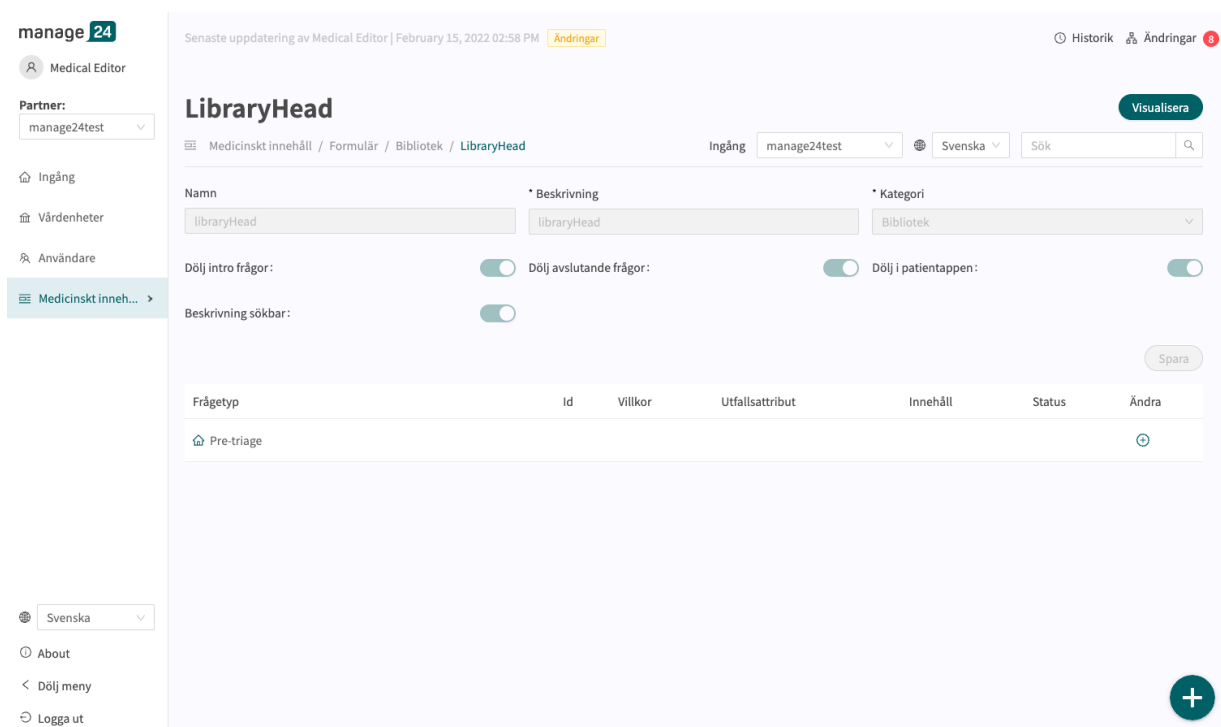 manage 24
Senaste uppdatering av Medical Editor | February 15, 2022 02:58 PM Ändringar
Historik Ändringar 8
Medical Editor
Partner:
manage24test
Ingång
Vårdenheter
Användare
Medicinskt inneh...
LibraryHead
Visualisera
Medicinskt innehåll / Formulär / Bibliotek / LibraryHead
Ingång manage24test Svenska Sök
Namn * Beskrivning * Kategori
libraryHead libraryHead Bibliotek
Dölj intro frågor: Dölj avslutande frågor: Dölj i patientappen:
Beskrivning sökbar:
Spara
Frågetyp Id Villkor Utfallsattribut Innehåll Status Ändra
Pre-triage
Svenska
About
Dölj meny
Logga ut